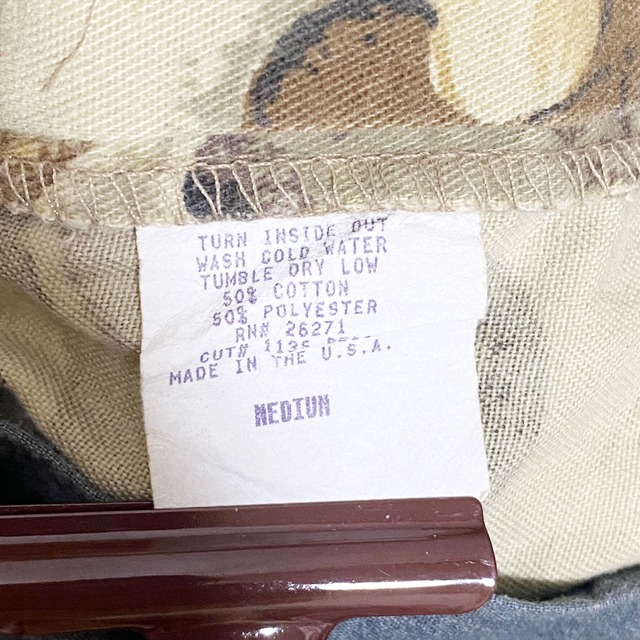 TURN INSIDE OUT
WASH COLD WATER
TUMBLE DRY LOW
50% COTTON
50% POLYESTER
RN# 26271
CUT#
MADE IN THE U.S.A.
MEDIUM